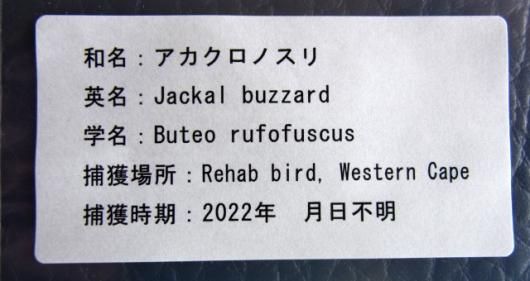 和名：アカクロノスリ
英名：Jackal buzzard
学名：Buteo rufofuscus
捕獲場所：Rehab bird, Western Cape
捕獲時期：2022年　月日不明